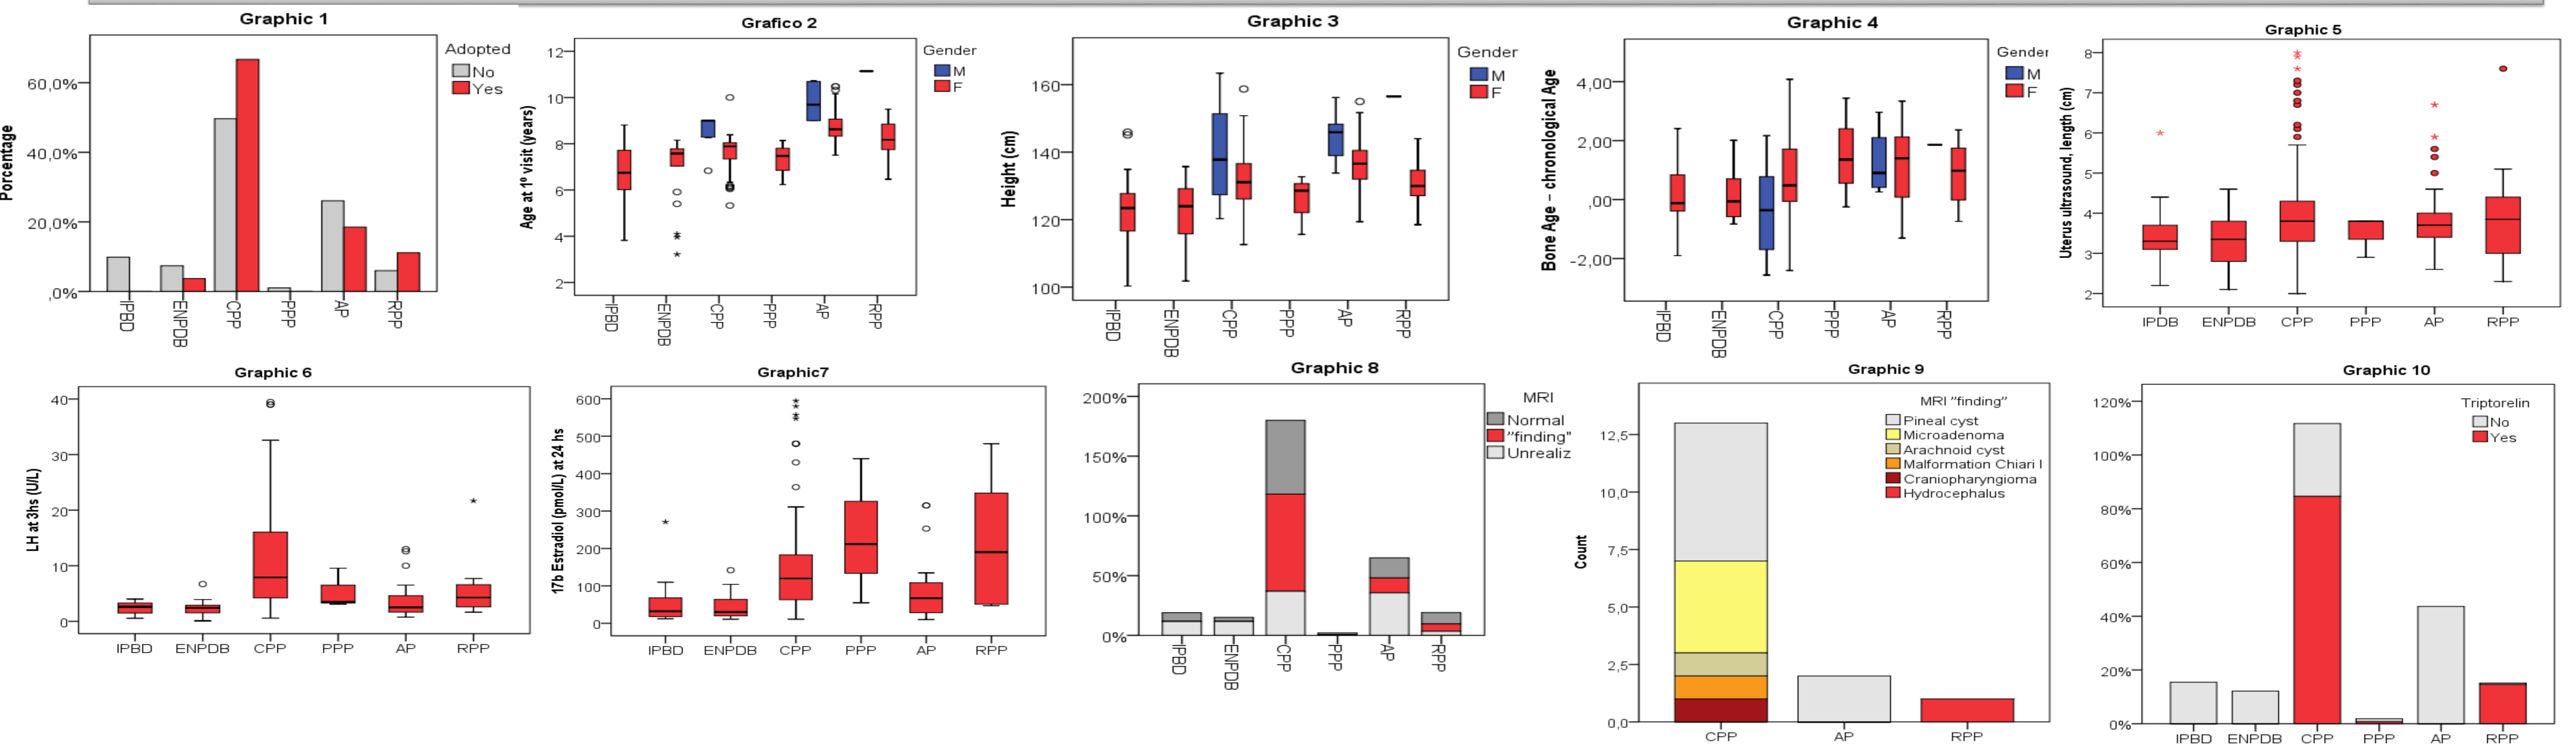 Graphic 1
Porcentage
60,0%
40,0%
20,0%
,0%
IPBD
ENPDB
CPP
PPP
AP
RPP
Adopted
No
Yes
Grafico 2
Age at 1º visit (years)
12
10
8
6
4
2
IPBD
ENPDB
CPP
PPP
AP
RPP
Gender
M
F
Graphic 3
Height (cm)
160
140
120
100
IPBD
ENPDB
CPP
PPP
AP
RPP
Gender
M
F
Graphic 4
Bone Age – chronological Age
4,00
2,00
,00
-2,00
IPBD
ENPDB
CPP
PPP
AP
RPP
Gender
M
F
Graphic 5
Uterus ultrasound, length (cm)
8
7
6
5
4
3
2
IPDB
ENPDB
CPP
PPP
AP
RPP
Graphic 6
LH at 3hs (U/L)
40
30
20
10
0
IPBD
ENPDB
CPP
PPP
AP
RPP
Graphic7
17b Estradiol (pmol/L) at 24 hs
600
500
400
300
200
100
0
IPBD
ENPDB
CPP
PPP
AP
RPP
Graphic 8
200%
150%
100%
50%
0%
IPBD
ENPDB
CPP
PPP
AP
RPP
MRI
Normal
"finding"
Unrealiz
Graphic 9
Count
12,5
10,0
7,5
5,0
2,5
0,0
CPP
AP
RPP
MRI "finding"
Pineal cyst
Microadenoma
Arachnoid cyst
Malformation Chiari I
Craniopharyngioma
Hydrocephalus
Graphic 10
120%
100%
80%
60%
40%
20%
0%
IPBD
ENPDB
CPP
PPP
AP
RPP
Triptorelin
No
Yes